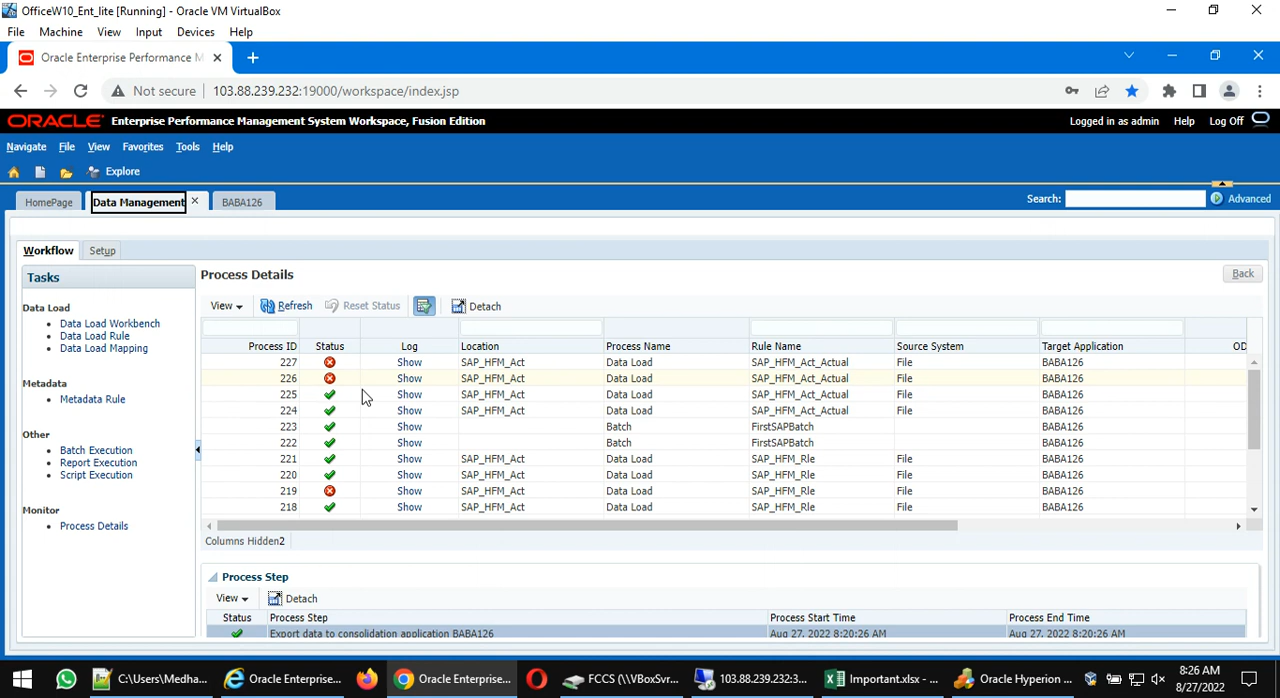 OfficeW10_Ent_lite [Running] - Oracle VM VirtualBox
File Machine View Input Devices Help
Oracle Enterprise Performance M
Not secure 103.88.239.232:19000/workspace/index.jsp
ORACLE Enterprise Performance Management System Workspace, Fusion Edition Logged in as admin Help Log Off
Navigate File View Favorites Tools Help
Explore
HomePage Data Management BABA126 Search: Advanced
Workflow Setup
Tasks Process Details Back
View Refresh Reset Status Detach
Data Load
Data Load Workbench
Data Load Rule
Data Load Mapping
Metadata
Metadata Rule
Other
Batch Execution
Report Execution
Script Execution
Monitor
Process Details
Process ID Status Log Location Process Name Rule Name Source System Target Application OD
227 Show SAP_HFM_Act Data Load SAP_HFM_Act_Actual File BABA126
226 Show SAP_HFM_Act Data Load SAP_HFM_Act_Actual File BABA126
225 Show SAP_HFM_Act Data Load SAP_HFM_Act_Actual File BABA126
224 Show SAP_HFM_Act Data Load SAP_HFM_Act_Actual File BABA126
223 Show Batch FirstSAPBatch BABA126
222 Show Batch FirstSAPBatch BABA126
221 Show SAP_HFM_Act Data Load SAP_HFM_Rle File BABA126
220 Show SAP_HFM_Act Data Load SAP_HFM_Rle File BABA126
219 Show SAP_HFM_Act Data Load SAP_HFM_Rle File BABA126
218 Show SAP_HFM_Act Data Load SAP_HFM_Rle File BABA126
Columns Hidden2
Process Step
View Detach
Status Process Step Process Start Time Process End Time
Export data to consolidation application BABA126 Aug 27, 2022 8:20:26 AM Aug 27, 2022 8:20:26 AM
C:\Users\Medha... Oracle Enterprise... Oracle Enterprise... FCCS (\\VBoxSvr... 103.88.239.232:3... Important.xlsx - ... Oracle Hyperion ... 8:26 AM
8/27/2022